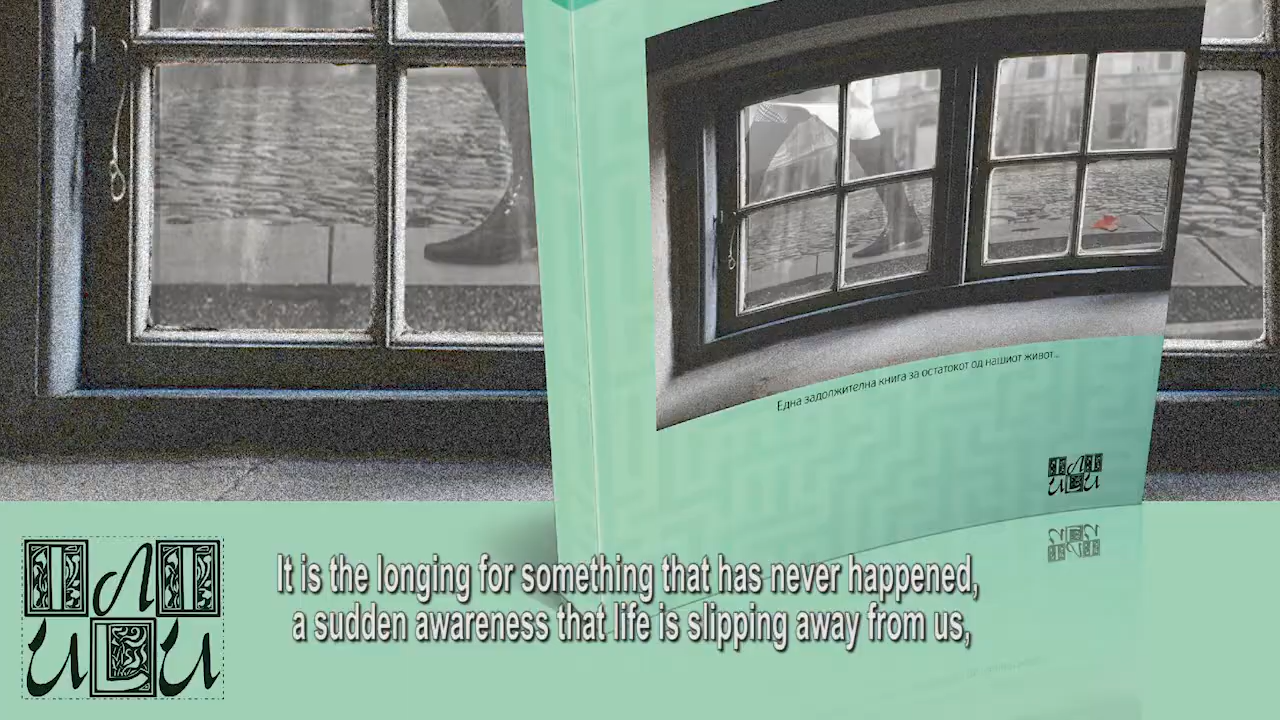 Една задолжителна книга за остатокот од нашиот живот...
It is the longing for something that has never happened,
a sudden awareness that life is slipping away from us,